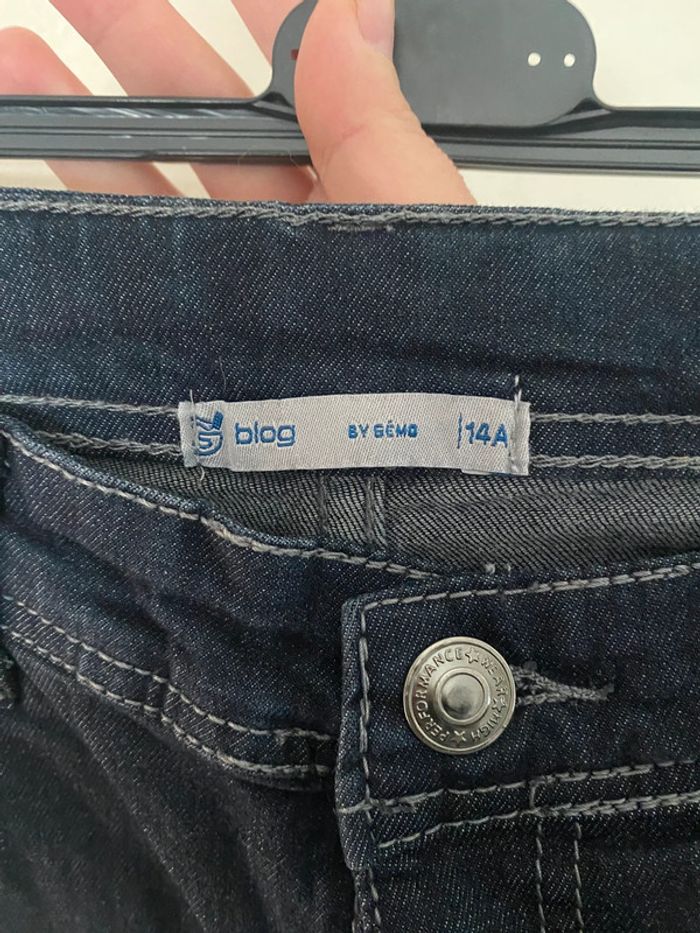 blog BY GÉMO 14A
PERFORMANCE WEAR HIGH